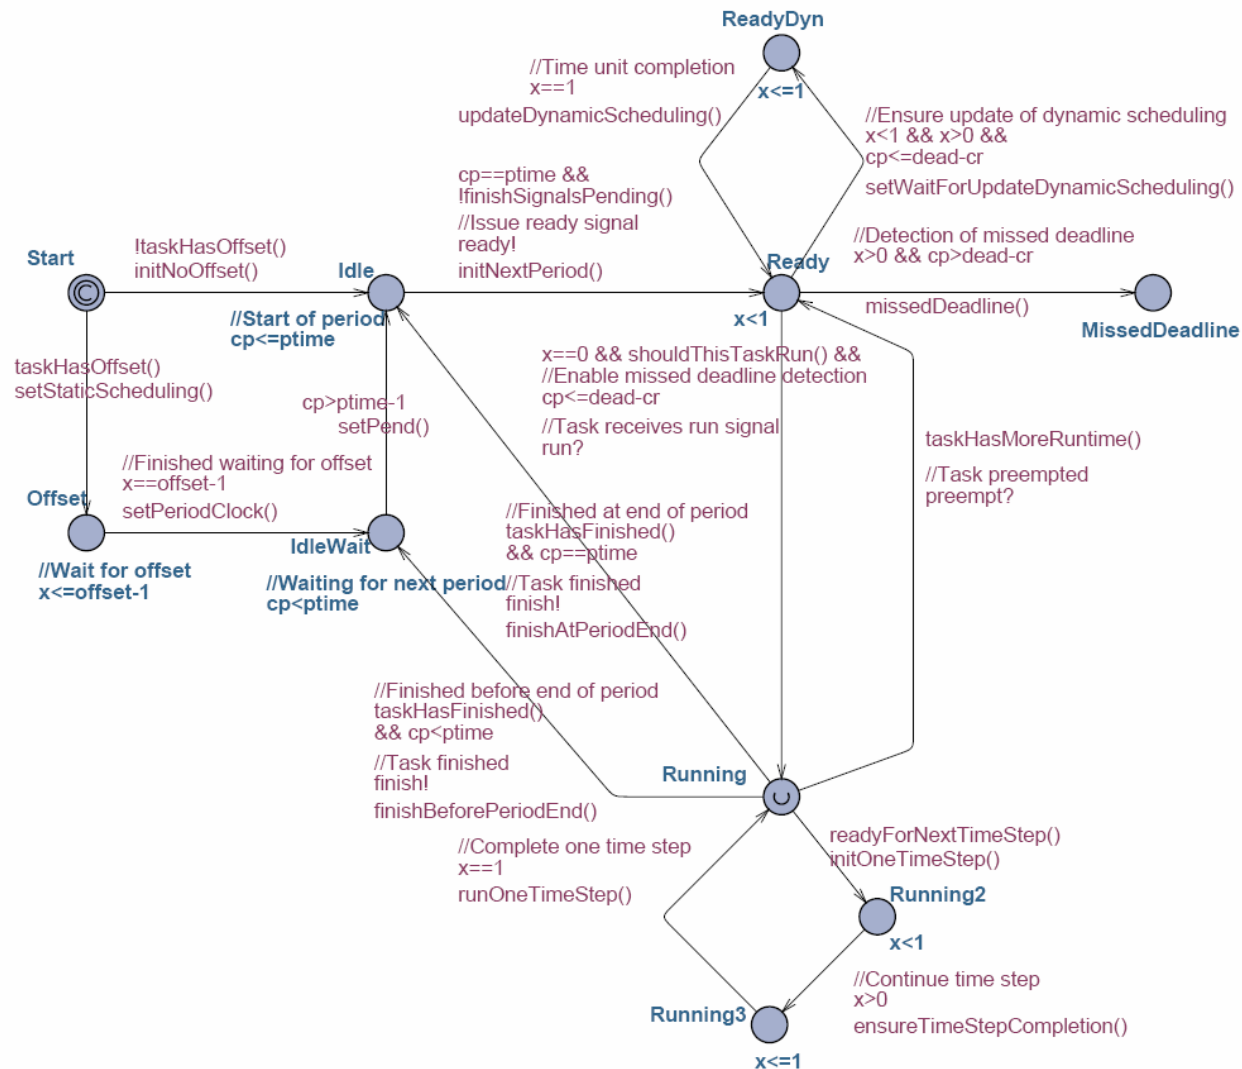 ReadyDyn
//Time unit completion
x==1
updateDynamicScheduling()
x<=1
//Ensure update of dynamic scheduling
x<1 && x>0 &&
cp<=dead-cr
setWaitForUpdateDynamicScheduling()
cp==ptime &&
!finishSignalsPending()
//Issue ready signal
ready!
initNextPeriod()
//Detection of missed deadline
x>0 && cp>dead-cr
missedDeadline()
Start
!taskHasOffset()
initNoOffset()
Idle
//Start of period
cp<=ptime
Ready
x<1
MissedDeadline
taskHasOffset()
setStaticScheduling()
cp>ptime-1
setPend()
x==0 && shouldThisTaskRun() &&
//Enable missed deadline detection
cp<=dead-cr
//Task receives run signal
run?
taskHasMoreRuntime()
//Task preempted
preempt?
//Finished waiting for offset
x==offset-1
setPeriodClock()
Offset
//Wait for offset
x<=offset-1
IdleWait
//Waiting for next period
cp<ptime
//Finished at end of period
taskHasFinished()
&& cp==ptime
//Task finished
finish!
finishAtPeriodEnd()
//Finished before end of period
taskHasFinished()
&& cp<ptime
//Task finished
finish!
finishBeforePeriodEnd()
Running
//Complete one time step
x==1
runOneTimeStep()
readyForNextTimeStep()
initOneTimeStep()
Running2
x<1
//Continue time step
x>0
ensureTimeStepCompletion()
Running3
x<=1